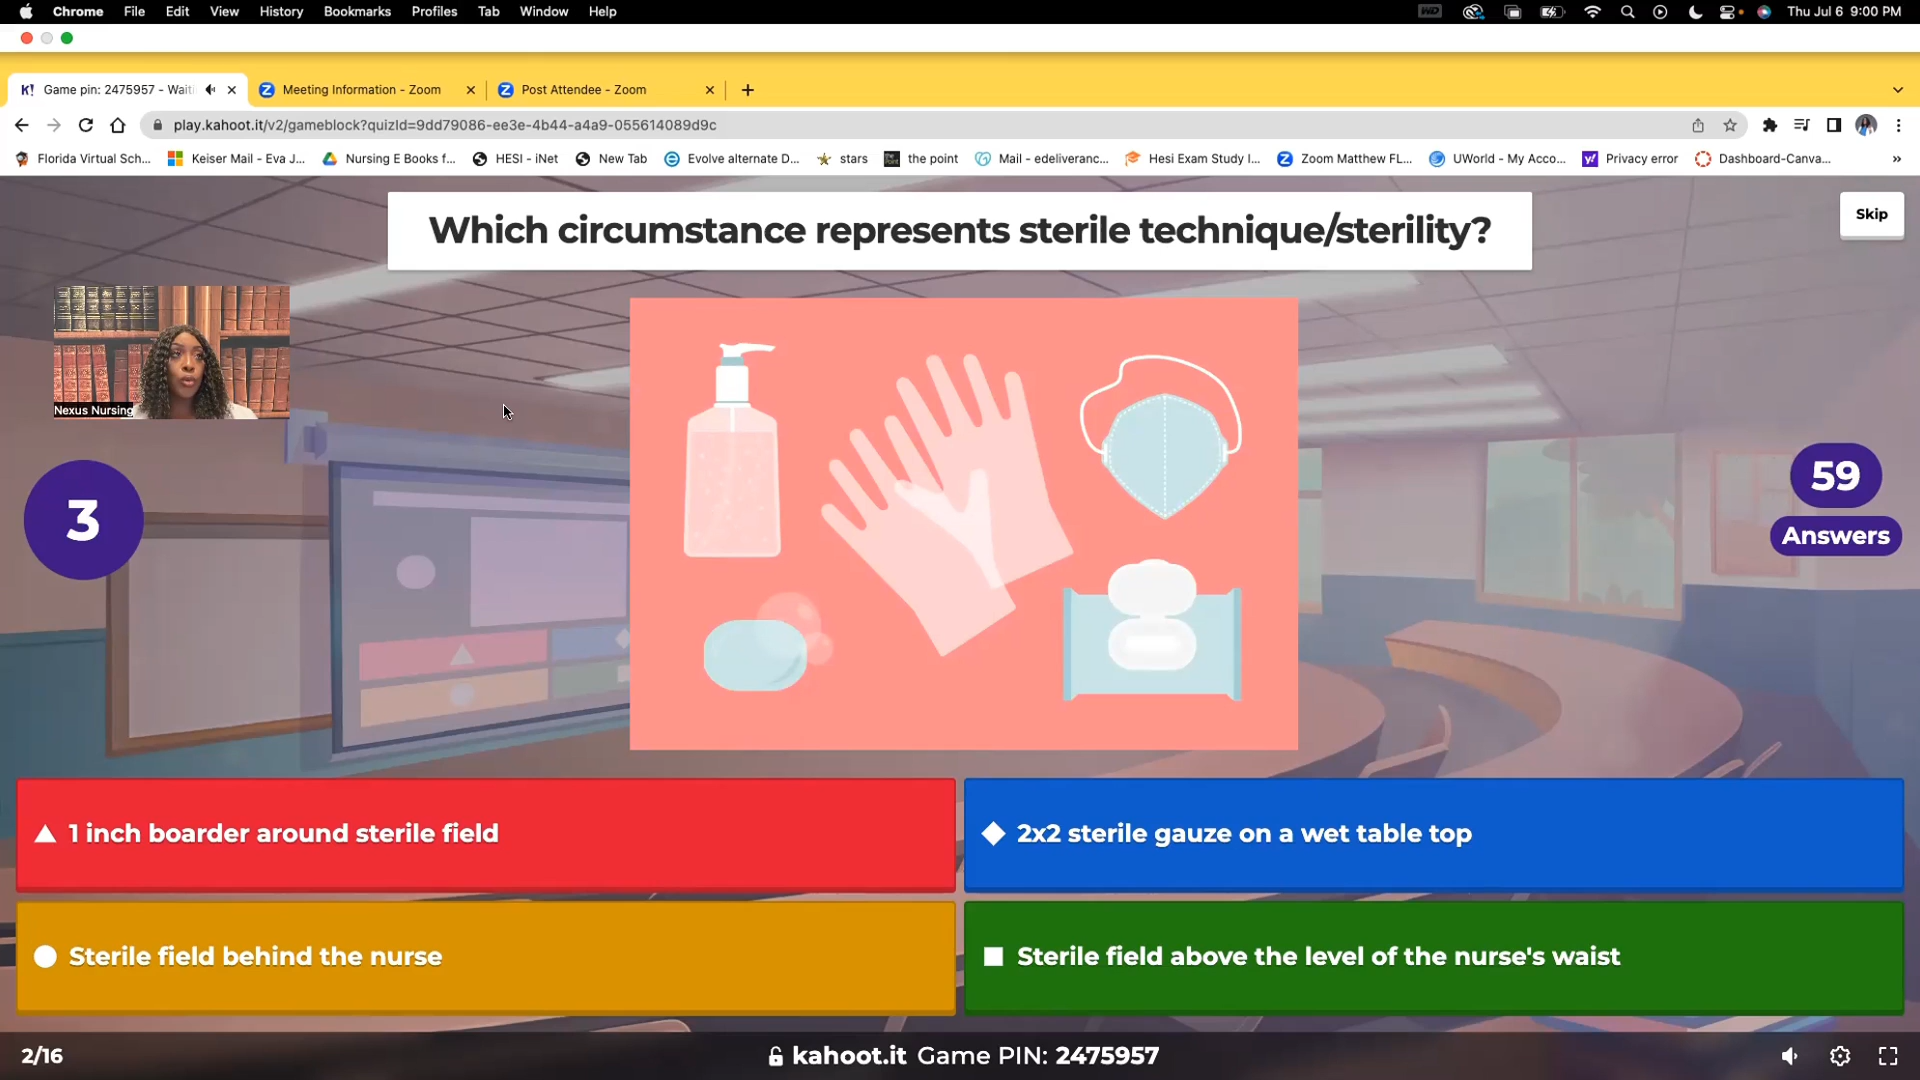 Chrome File Edit View History Bookmarks Profiles Tab Window Help
Thu Jul 6 9:00 PM
K! Game pin: 2475957 - Wait
Meeting Information - Zoom
Post Attendee - Zoom
play.kahoot.it/v2/gameblock?quizId=9dd79086-ee3e-4b44-a4a9-055614089d9c
Florida Virtual Sch...
Keiser Mail - Eva J...
Nursing E Books f...
HESI - iNet
New Tab
Evolve alternate D...
stars
the point
Mail - edeliveranc...
Hesi Exam Study I...
Zoom Matthew FL...
UWorld - My Acco...
Privacy error
Dashboard-Canva...
Which circumstance represents sterile technique/sterility?
Skip
Nexus Nursing
3
59
Answers
1 inch boarder around sterile field
2x2 sterile gauze on a wet table top
Sterile field behind the nurse
Sterile field above the level of the nurse's waist
2/16
kahoot.it Game PIN: 2475957